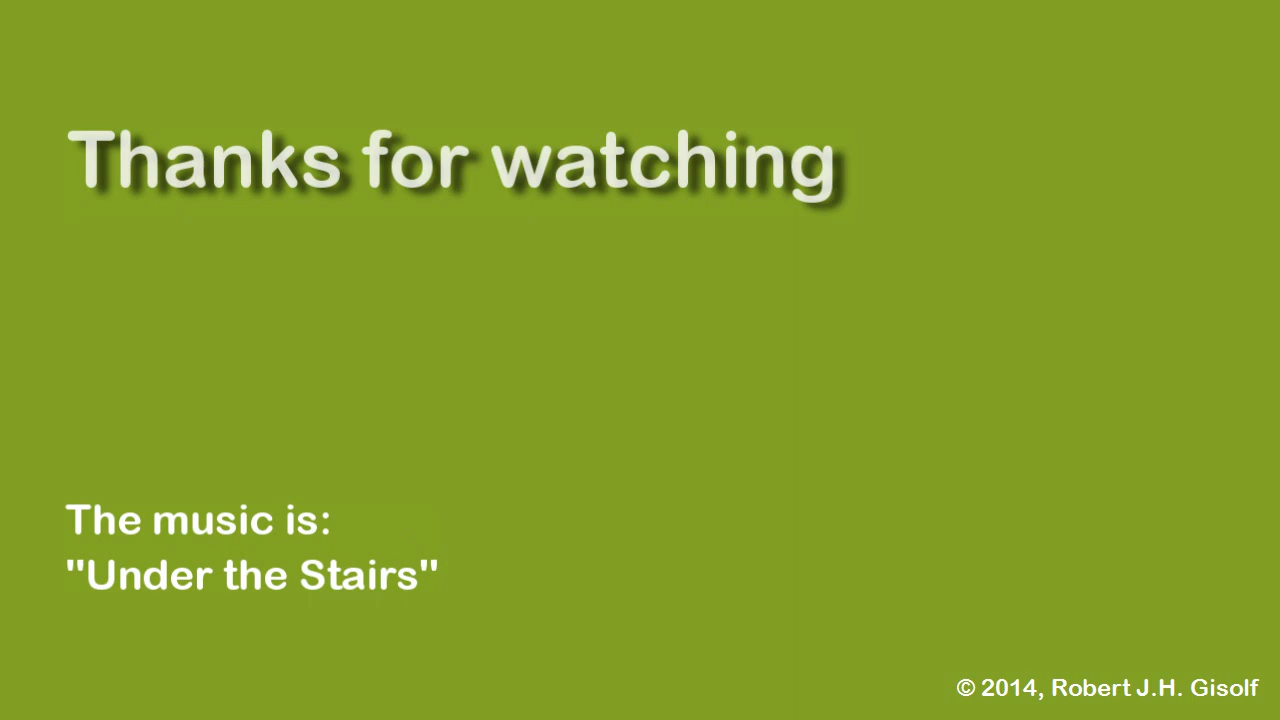 Thanks for watching
The music is:
"Under the Stairs"
© 2014, Robert J.H. Gisolf